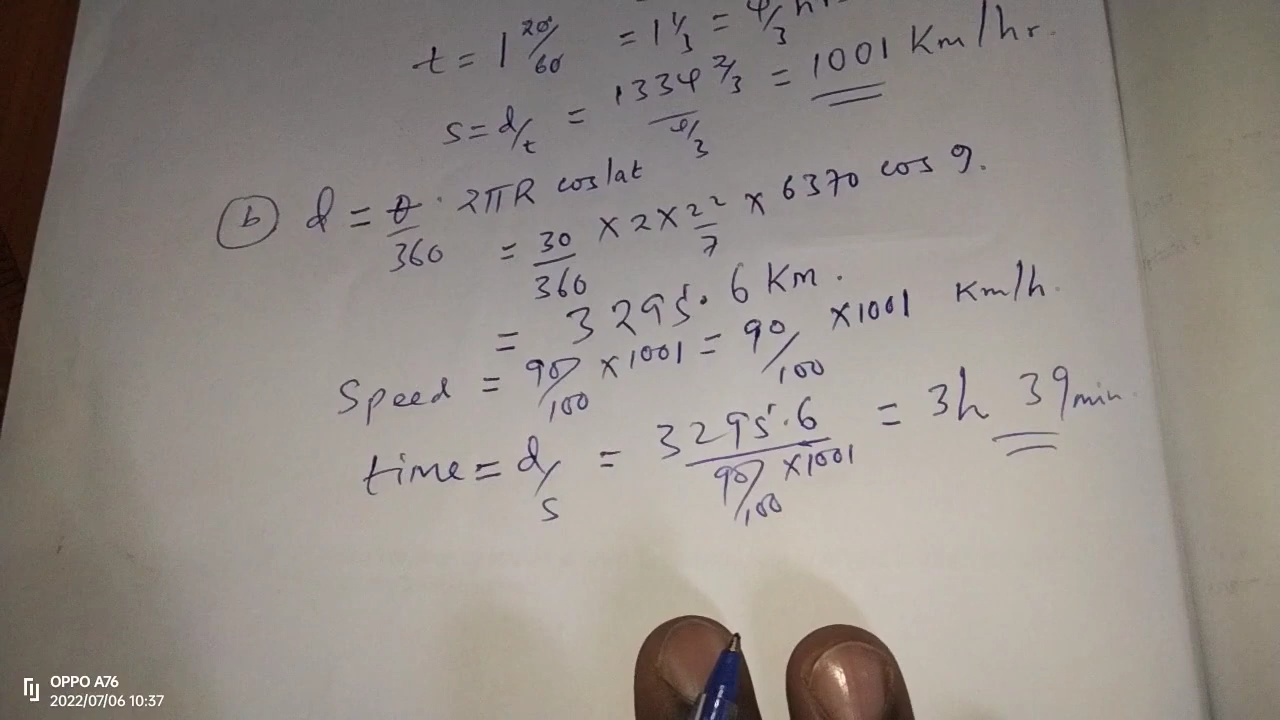 t = 1 20/60 = 1 1/3 = 4/3 hr
s = d/t = 1334 2/3 / 4/3 = 1001 Km/hr.
(b) d = θ/360 · 2πR cos lat
= 30/360 × 2 × 22/7 × 6370 cos 9.
= 3295.6 Km.
Speed = 90/100 × 1001 = 90/100 × 1001 Km/h.
time = d/s = 3295.6 / 90/100 × 1001 = 3h 39min.
OPPO A76
2022/07/06 10:37